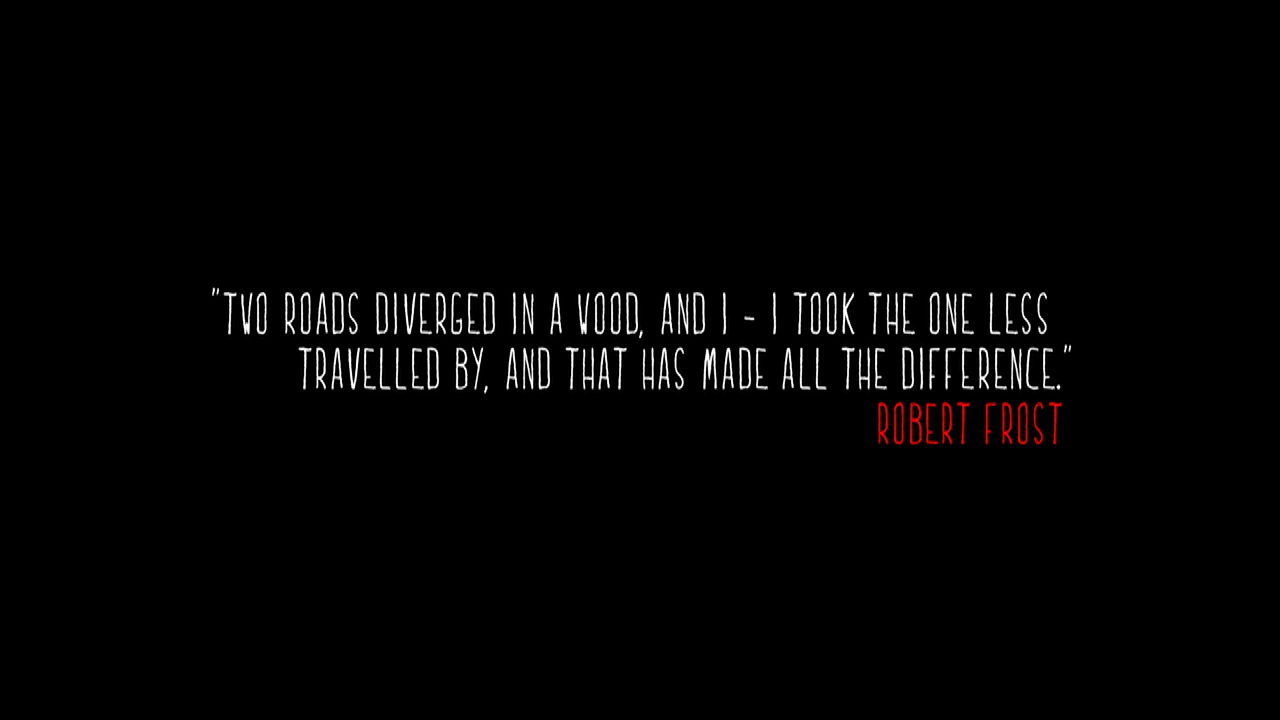 "TWO ROADS DIVERGED IN A WOOD, AND I - I TOOK THE ONE LESS
TRAVELLED BY, AND THAT HAS MADE ALL THE DIFFERENCE."
ROBERT FROST